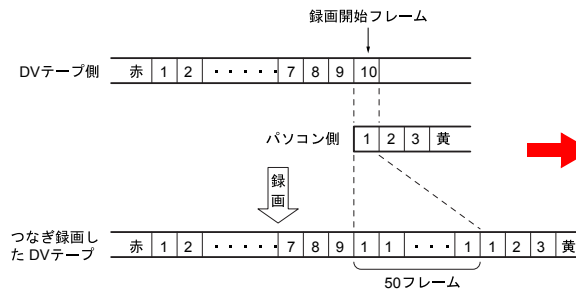 録画開始フレーム
DVテープ側 赤 1 2 ・・・・・ 7 8 9 10
パソコン側 1 2 3 黄
録画
つなぎ録画し
た DVテープ 赤 1 2 ・・・・・ 7 8 9 1 1 ・・・ 1 1 2 3 黄
50フレーム